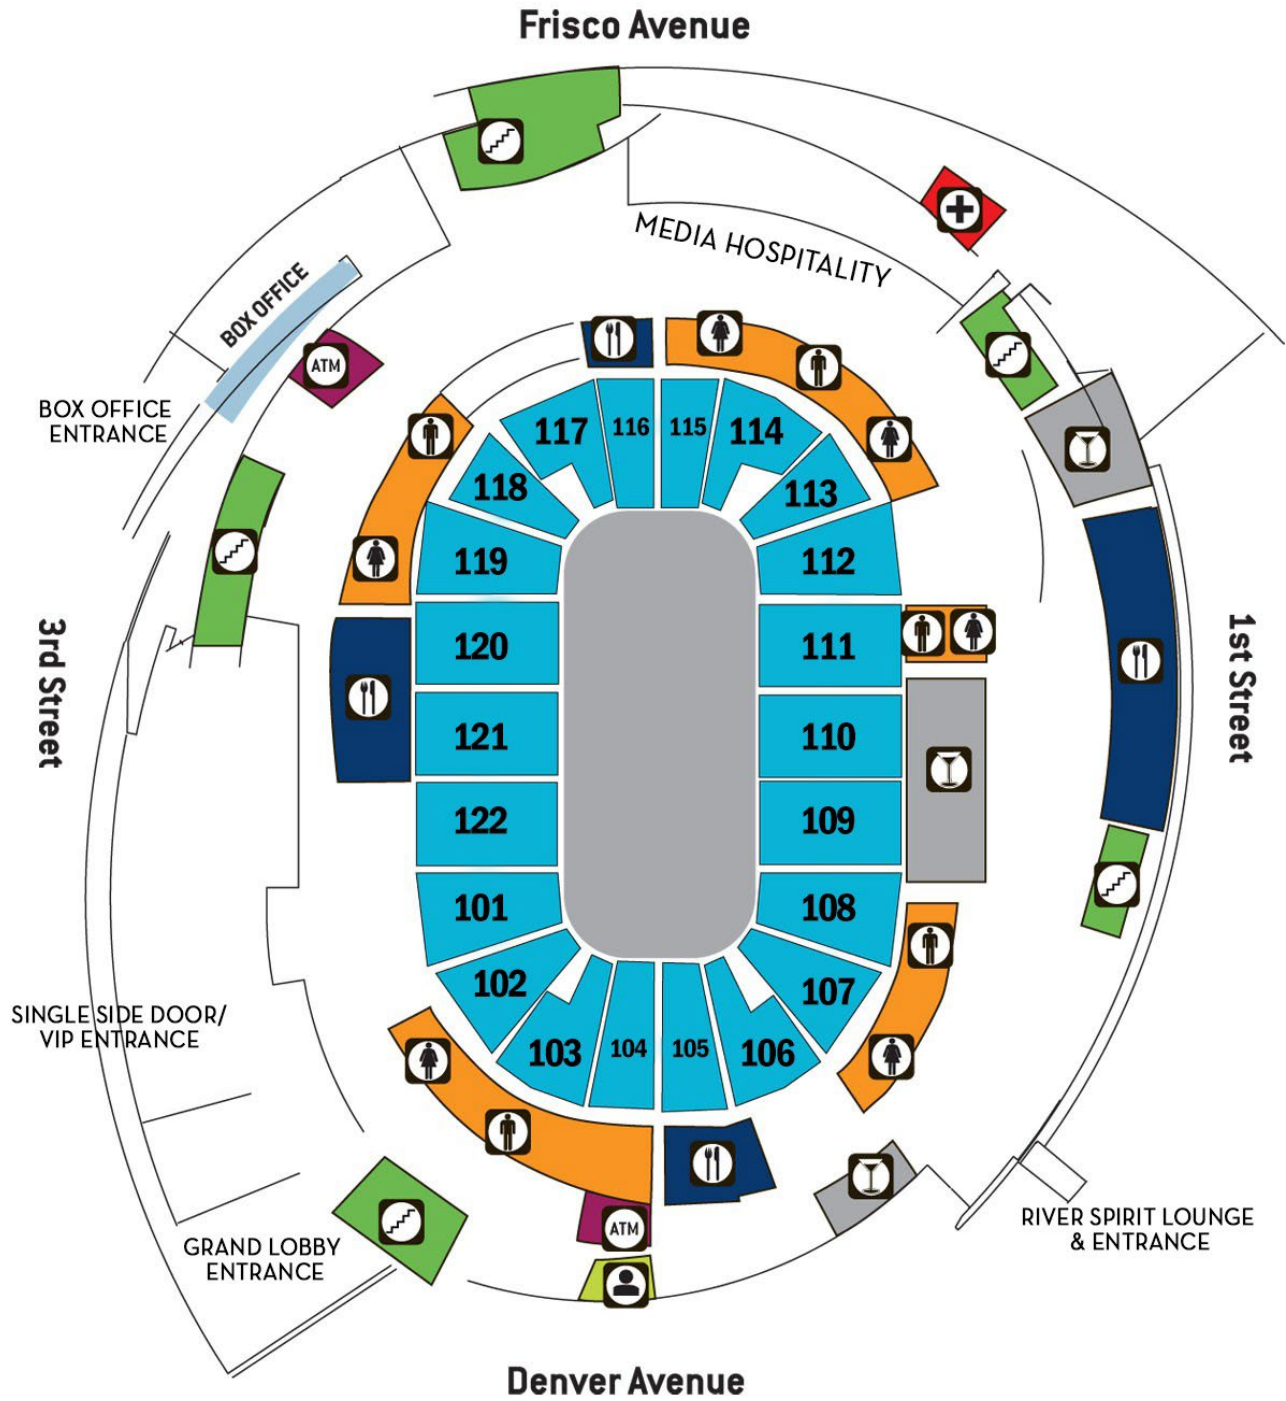 Frisco Avenue
MEDIA HOSPITALITY
BOX OFFICE
ATM
BOX OFFICE
ENTRANCE
117
116
115
114
118
113
119
112
3rd Street
120
111
1st Street
121
110
122
109
101
108
102
107
SINGLE SIDE DOOR/
VIP ENTRANCE
103
104
105
106
ATM
GRAND LOBBY
ENTRANCE
RIVER SPIRIT LOUNGE
& ENTRANCE
Denver Avenue